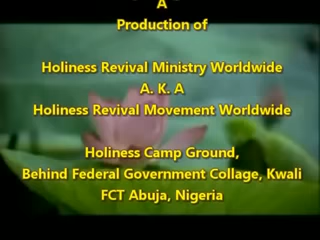 A
Production of
Holiness Revival Ministry Worldwide
A. K. A
Holiness Revival Movement Worldwide
Holiness Camp Ground,
Behind Federal Government Collage, Kwali
FCT Abuja, Nigeria